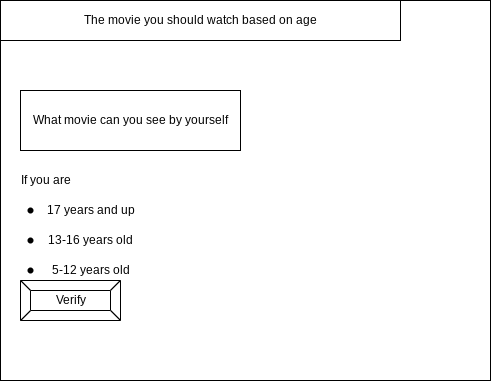 The movie you should watch based on age
What movie can you see by yourself
If you are
17 years and up
13-16 years old
5-12 years old
Verify